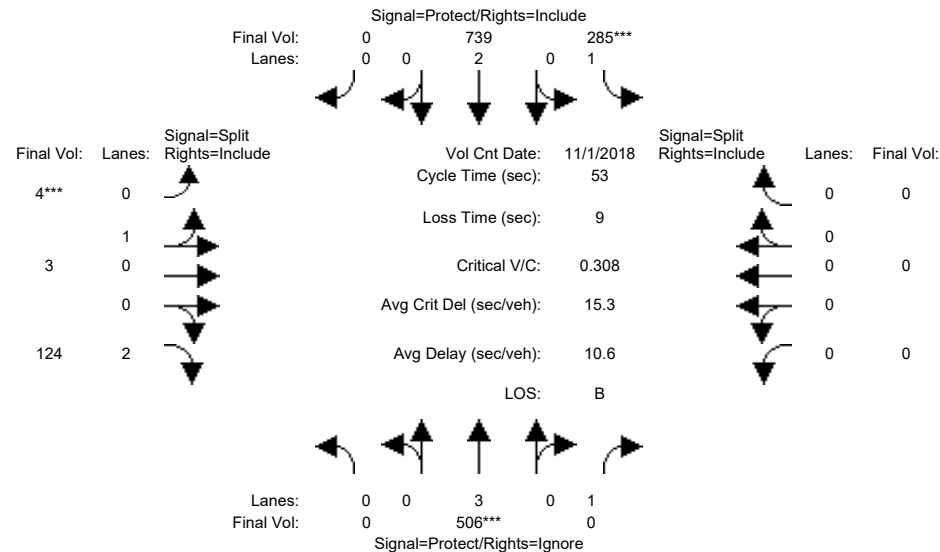 Signal=Protect/Rights=Include
Final Vol: 0 739 285***
Lanes: 0 0 2 0 1
Signal=Split Signal=Split
Final Vol: Lanes: Rights=Include Vol Cnt Date: 11/1/2018 Rights=Include Lanes: Final Vol:
Cycle Time (sec): 53
4*** 0 0 0
Loss Time (sec): 9
1 0
3 0 Critical V/C: 0.308 0 0
0 Avg Crit Del (sec/veh): 15.3 0
124 2 Avg Delay (sec/veh): 10.6 0 0
LOS: B
Lanes: 0 0 3 0 1
Final Vol: 0 506*** 0
Signal=Protect/Rights=Ignore